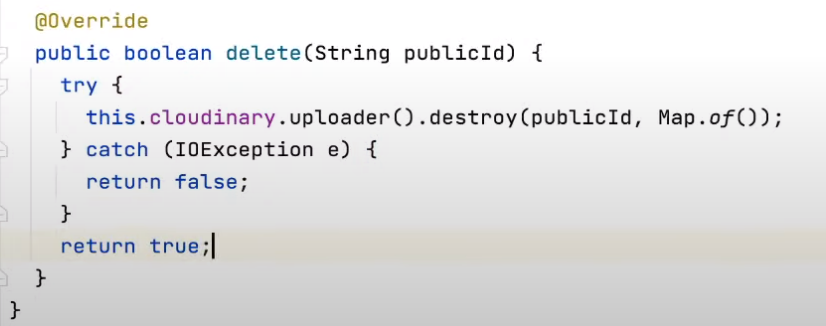 @Override
public boolean delete(String publicId) {
try {
this.cloudinary.uploader().destroy(publicId, Map.of());
} catch (IOException e) {
return false;
}
return true;
}
}